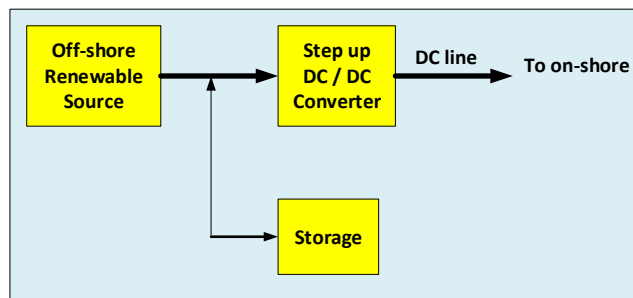 Off-shore
Renewable
Source
Step up
DC / DC
Converter
DC line
To on-shore
Storage